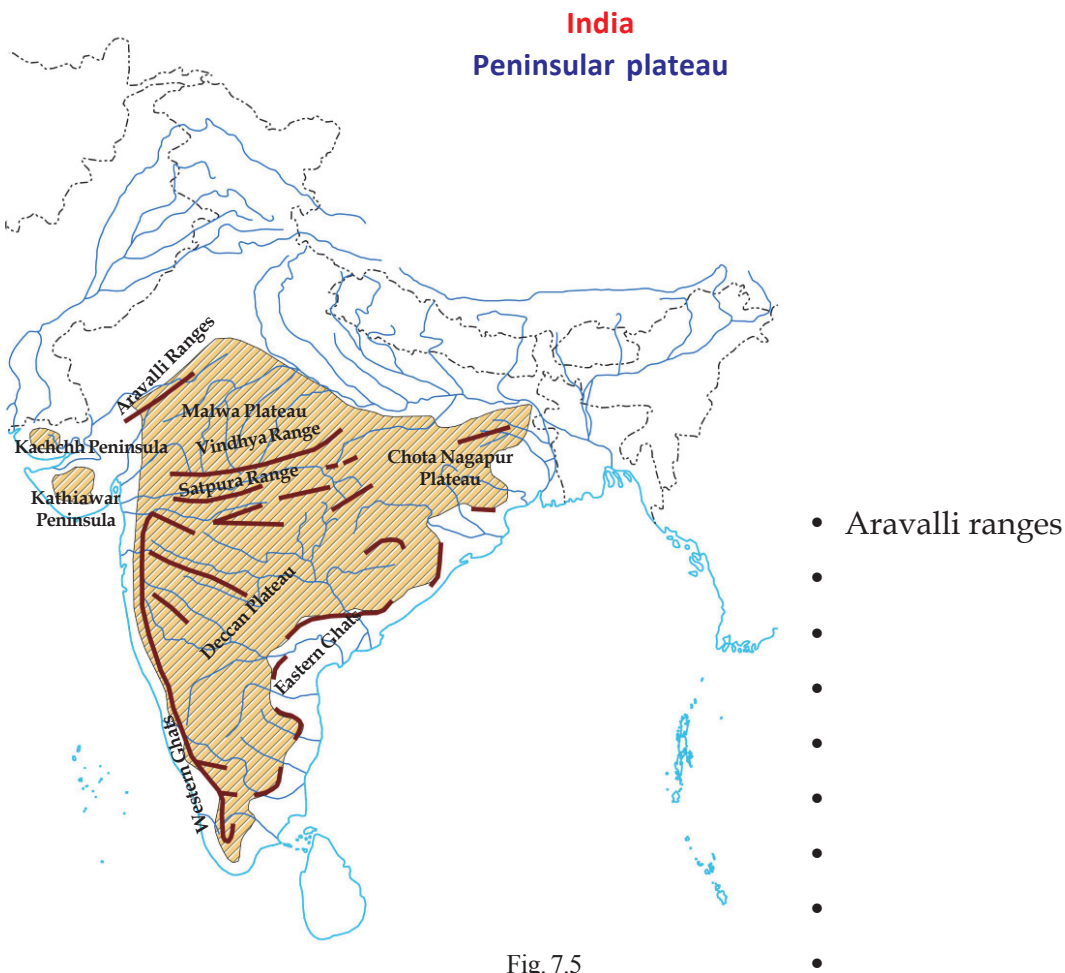 India
Peninsular plateau
Aravalli Ranges
Malwa Plateau
Kachchh Peninsula
Vindhya Range
Chota Nagapur
Plateau
Satpura Range
Kathiawar
Peninsula
• Aravalli ranges
•
•
•
•
•
•
•
•
Deccan Plateau
Eastern Ghats
Western Ghats
Fig. 7.5